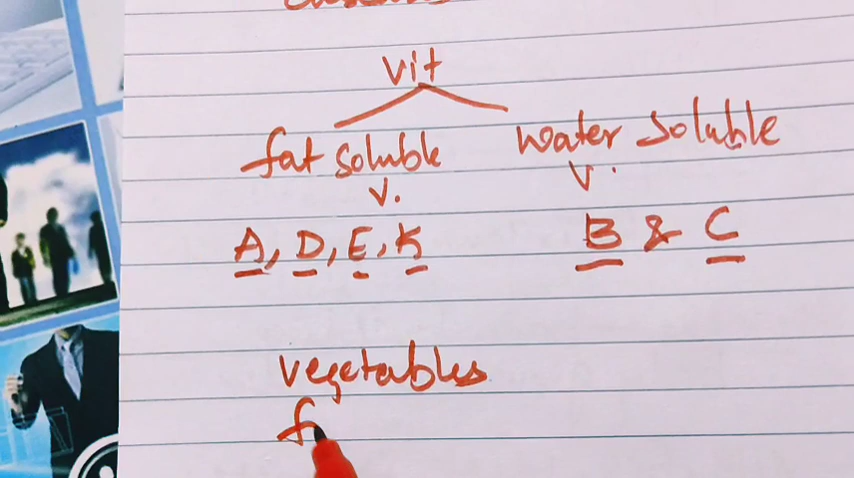 vit
fat soluble water soluble
v. v.
A, D, E, K B & C
vegetables
f